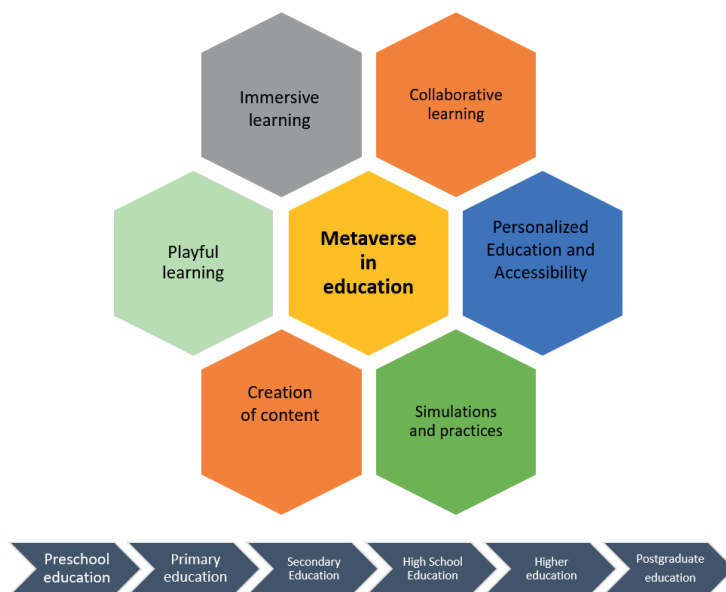 Immersive
learning
Collaborative
learning
Playful
learning
Metaverse
in
education
Personalized
Education and
Accessibility
Creation
of content
Simulations
and practices
Preschool
education
Primary
education
Secondary
Education
High School
Education
Higher
education
Postgraduate
education